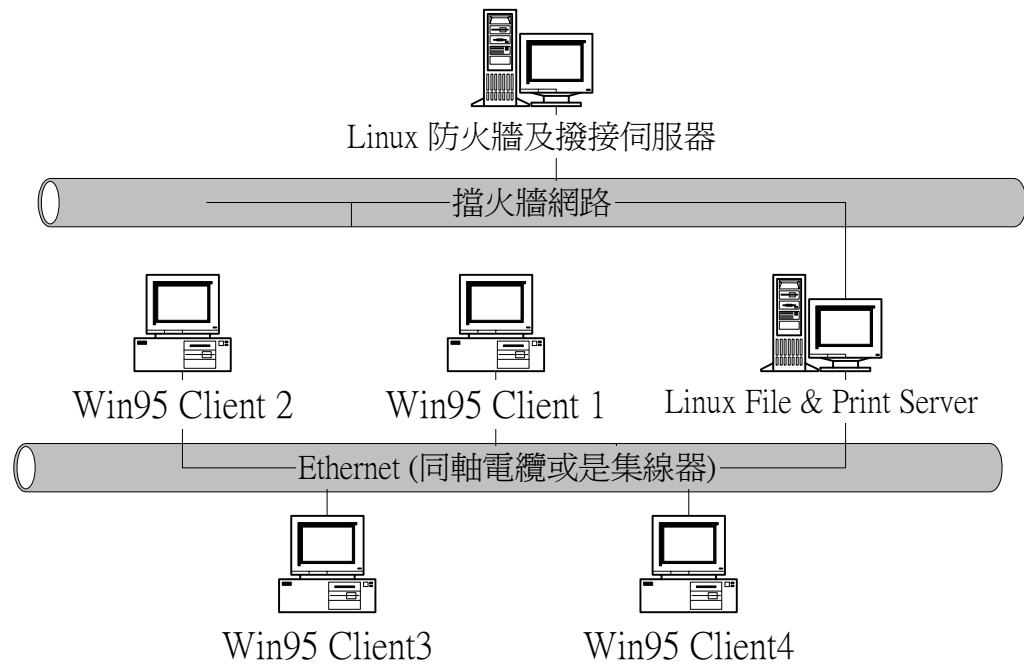 Linux 防火牆及撥接伺服器
擋火牆網路
Win95 Client 2
Win95 Client 1
Linux File & Print Server
Ethernet (同軸電纜或是集線器)
Win95 Client3
Win95 Client4